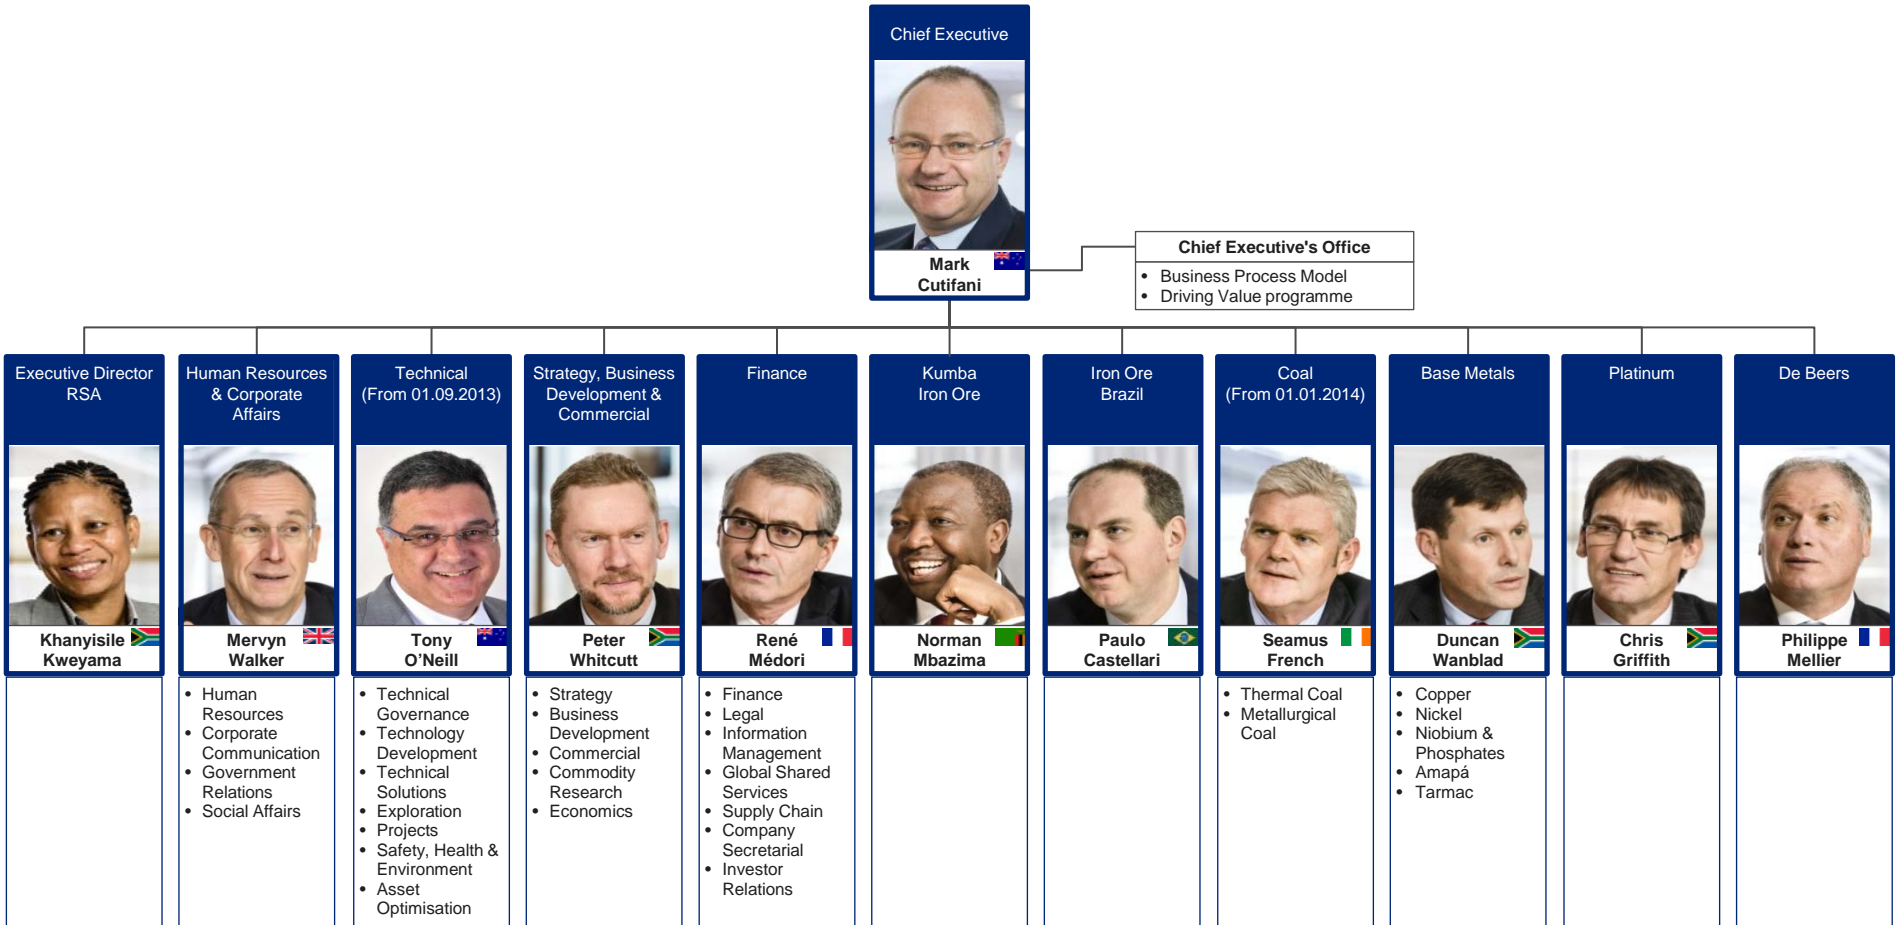 Chief Executive
Mark
Cutifani
Chief Executive's Office
• Business Process Model
• Driving Value programme
Executive Director
RSA
Khanyisile
Kweyama
Human Resources
& Corporate
Affairs
Mervyn
Walker
• Human
Resources
• Corporate
Communication
• Government
Relations
• Social Affairs
Technical
(From 01.09.2013)
Tony
O’Neill
• Technical
Governance
• Technology
Development
• Technical
Solutions
• Exploration
• Projects
• Safety, Health &
Environment
• Asset
Optimisation
Strategy, Business
Development &
Commercial
Peter
Whitcutt
• Strategy
• Business
Development
• Commercial
• Commodity
Research
• Economics
Finance
René
Médori
• Finance
• Legal
• Information
Management
• Global Shared
Services
• Supply Chain
• Company
Secretarial
• Investor
Relations
Kumba
Iron Ore
Norman
Mbazima
Iron Ore
Brazil
Paulo
Castellari
Coal
(From 01.01.2014)
Seamus
French
• Thermal Coal
• Metallurgical
Coal
Base Metals
Duncan
Wanblad
• Copper
• Nickel
• Niobium &
Phosphates
• Amapá
• Tarmac
Platinum
Chris
Griffith
De Beers
Philippe
Mellier